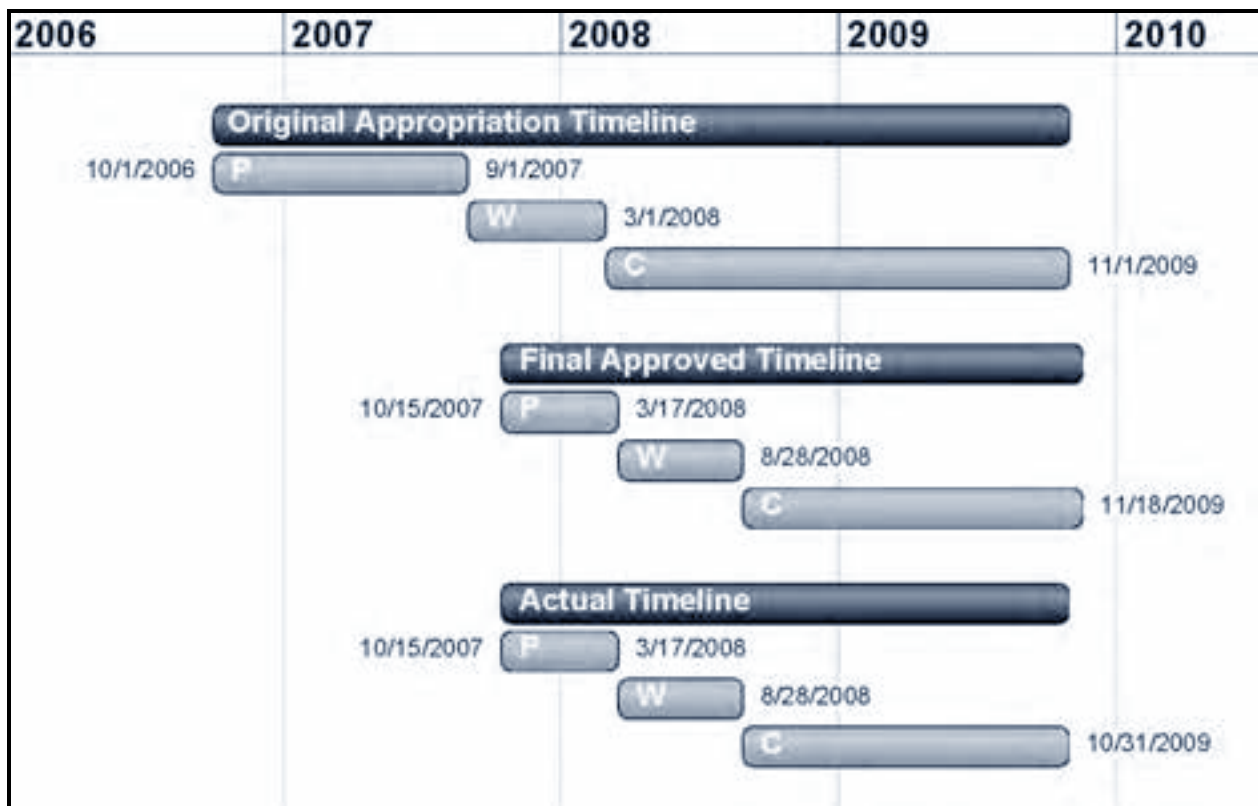 2006 2007 2008 2009 2010
Original Appropriation Timeline
10/1/2006 P 9/1/2007
W 3/1/2008
C 11/1/2009
Final Approved Timeline
10/15/2007 P 3/17/2008
W 8/28/2008
C 11/18/2009
Actual Timeline
10/15/2007 P 3/17/2008
W 8/28/2008
C 10/31/2009